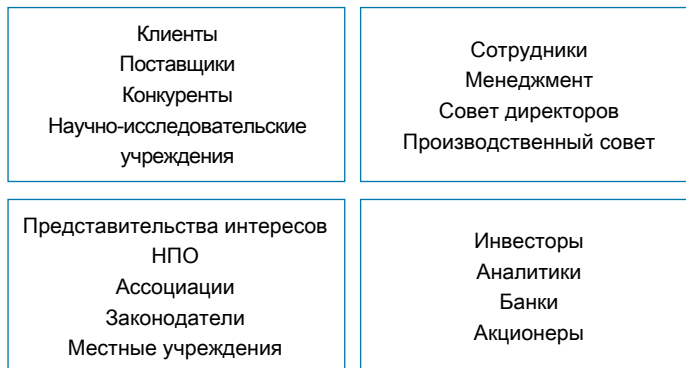 Клиенты
Поставщики
Конкуренты
Научно-исследовательские
учреждения
Сотрудники
Менеджмент
Совет директоров
Производственный совет
Представительства интересов
НПО
Ассоциации
Законодатели
Местные учреждения
Инвесторы
Аналитики
Банки
Акционеры